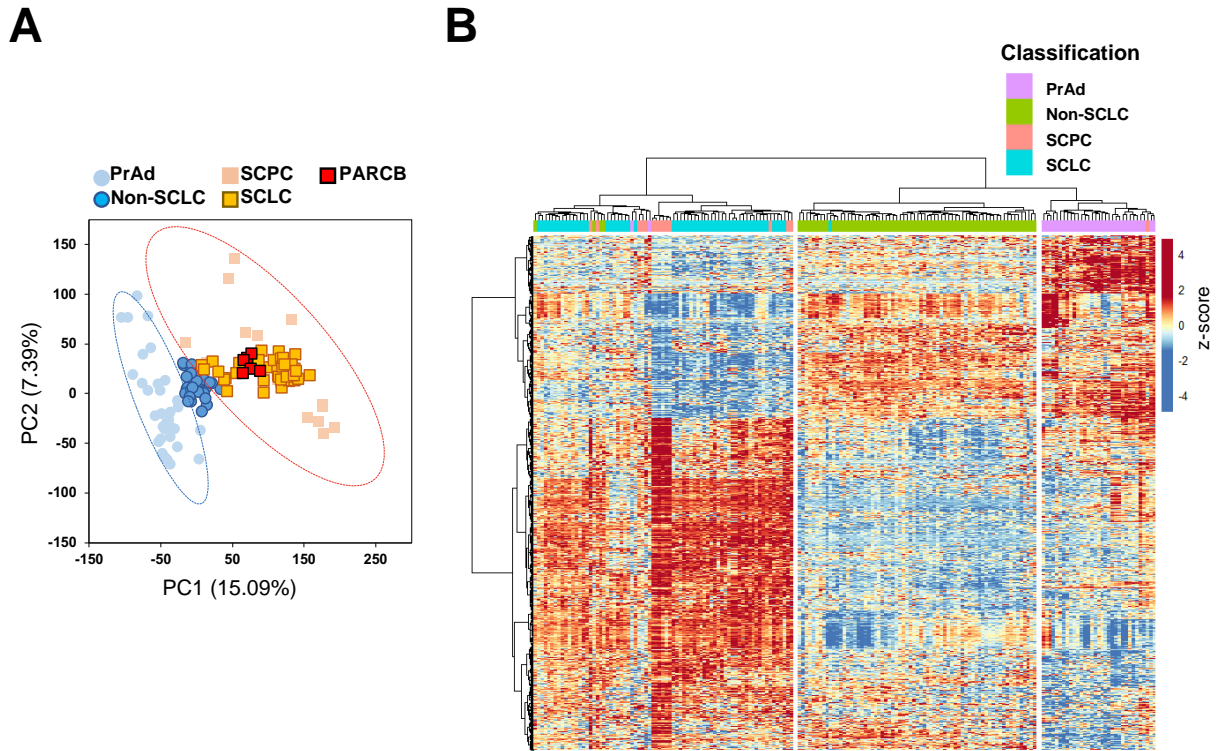 A
B
Classification
PrAd
Non-SCLC
SCPC
SCLC
PrAd
SCPC
PARCB
Non-SCLC
SCLC
150
100
50
0
-50
-100
-150
-150
-50
50
150
250
PC2 (7.39%)
PC1 (15.09%)
4
2
0
-2
-4
z-score